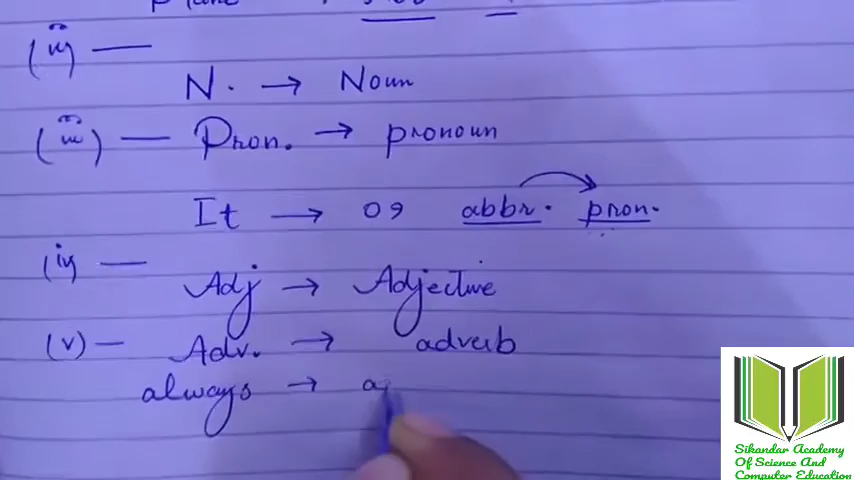 (ii) —
N. → Noun
(iii) — Pron. → pronoun
It → 09 abbr. pron.
(iv) —
Adj → Adjective
(v) — Adv. → adverb
always → a
Sikandar Academy
Of Science And
Computer Education